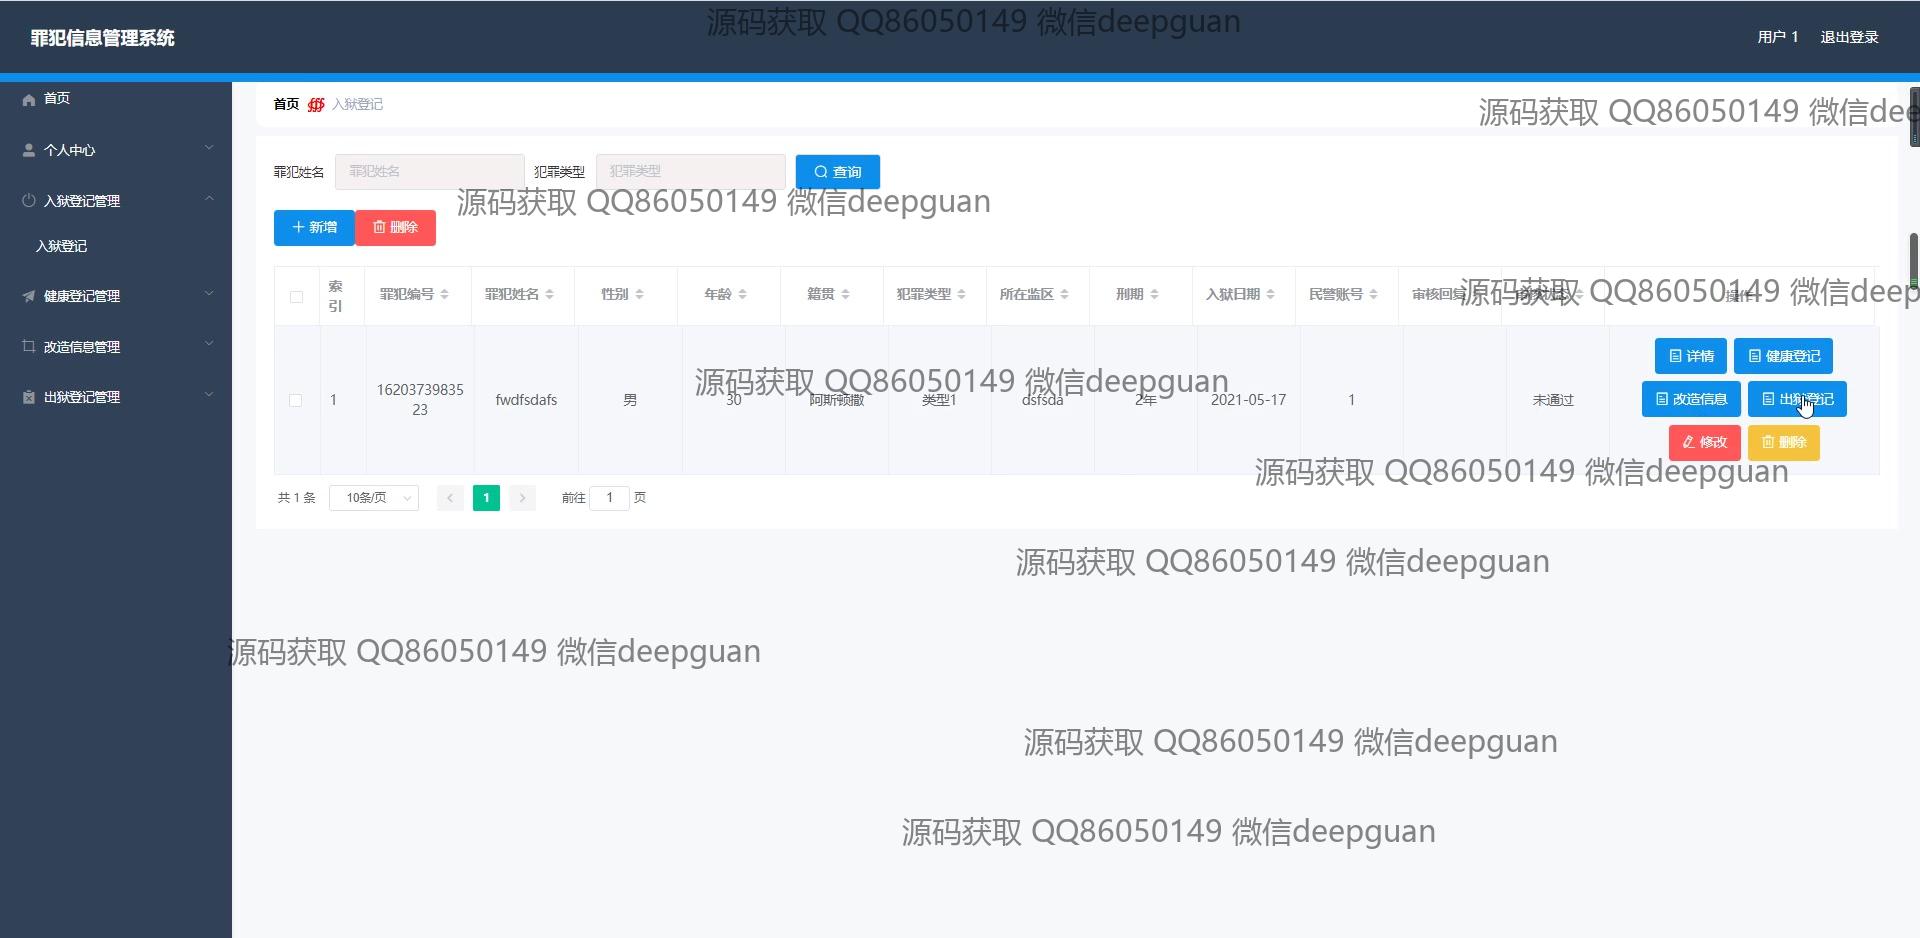 源码获取 QQ86050149 微信deepguan
罪犯信息管理系统
用户 1 退出登录
首页
个人中心
入狱登记管理
入狱登记
健康登记管理
改造信息管理
出狱登记管理
首页 入狱登记
源码获取 QQ86050149 微信dee
罪犯姓名 罪犯姓名 犯罪类型 犯罪类型 查询
源码获取 QQ86050149 微信deepguan
新增 删除
索引 罪犯编号 罪犯姓名 性别 年龄 籍贯 犯罪类型 所在监区 刑期 入狱日期 民警账号 审核回复 审核状态 操作
源码获取 QQ86050149 微信deep
详情 健康登记
源码获取 QQ86050149 微信deepguan
1 1620373983523 fwdfsdafs 男 30 阿斯顿撒 类型1 dsfsda 2年 2021-05-17 1 未通过
改造信息 出狱登记
修改 删除
源码获取 QQ86050149 微信deepguan
共 1 条 10条/页 1 前往 1 页
源码获取 QQ86050149 微信deepguan
源码获取 QQ86050149 微信deepguan
源码获取 QQ86050149 微信deepguan
源码获取 QQ86050149 微信deepguan